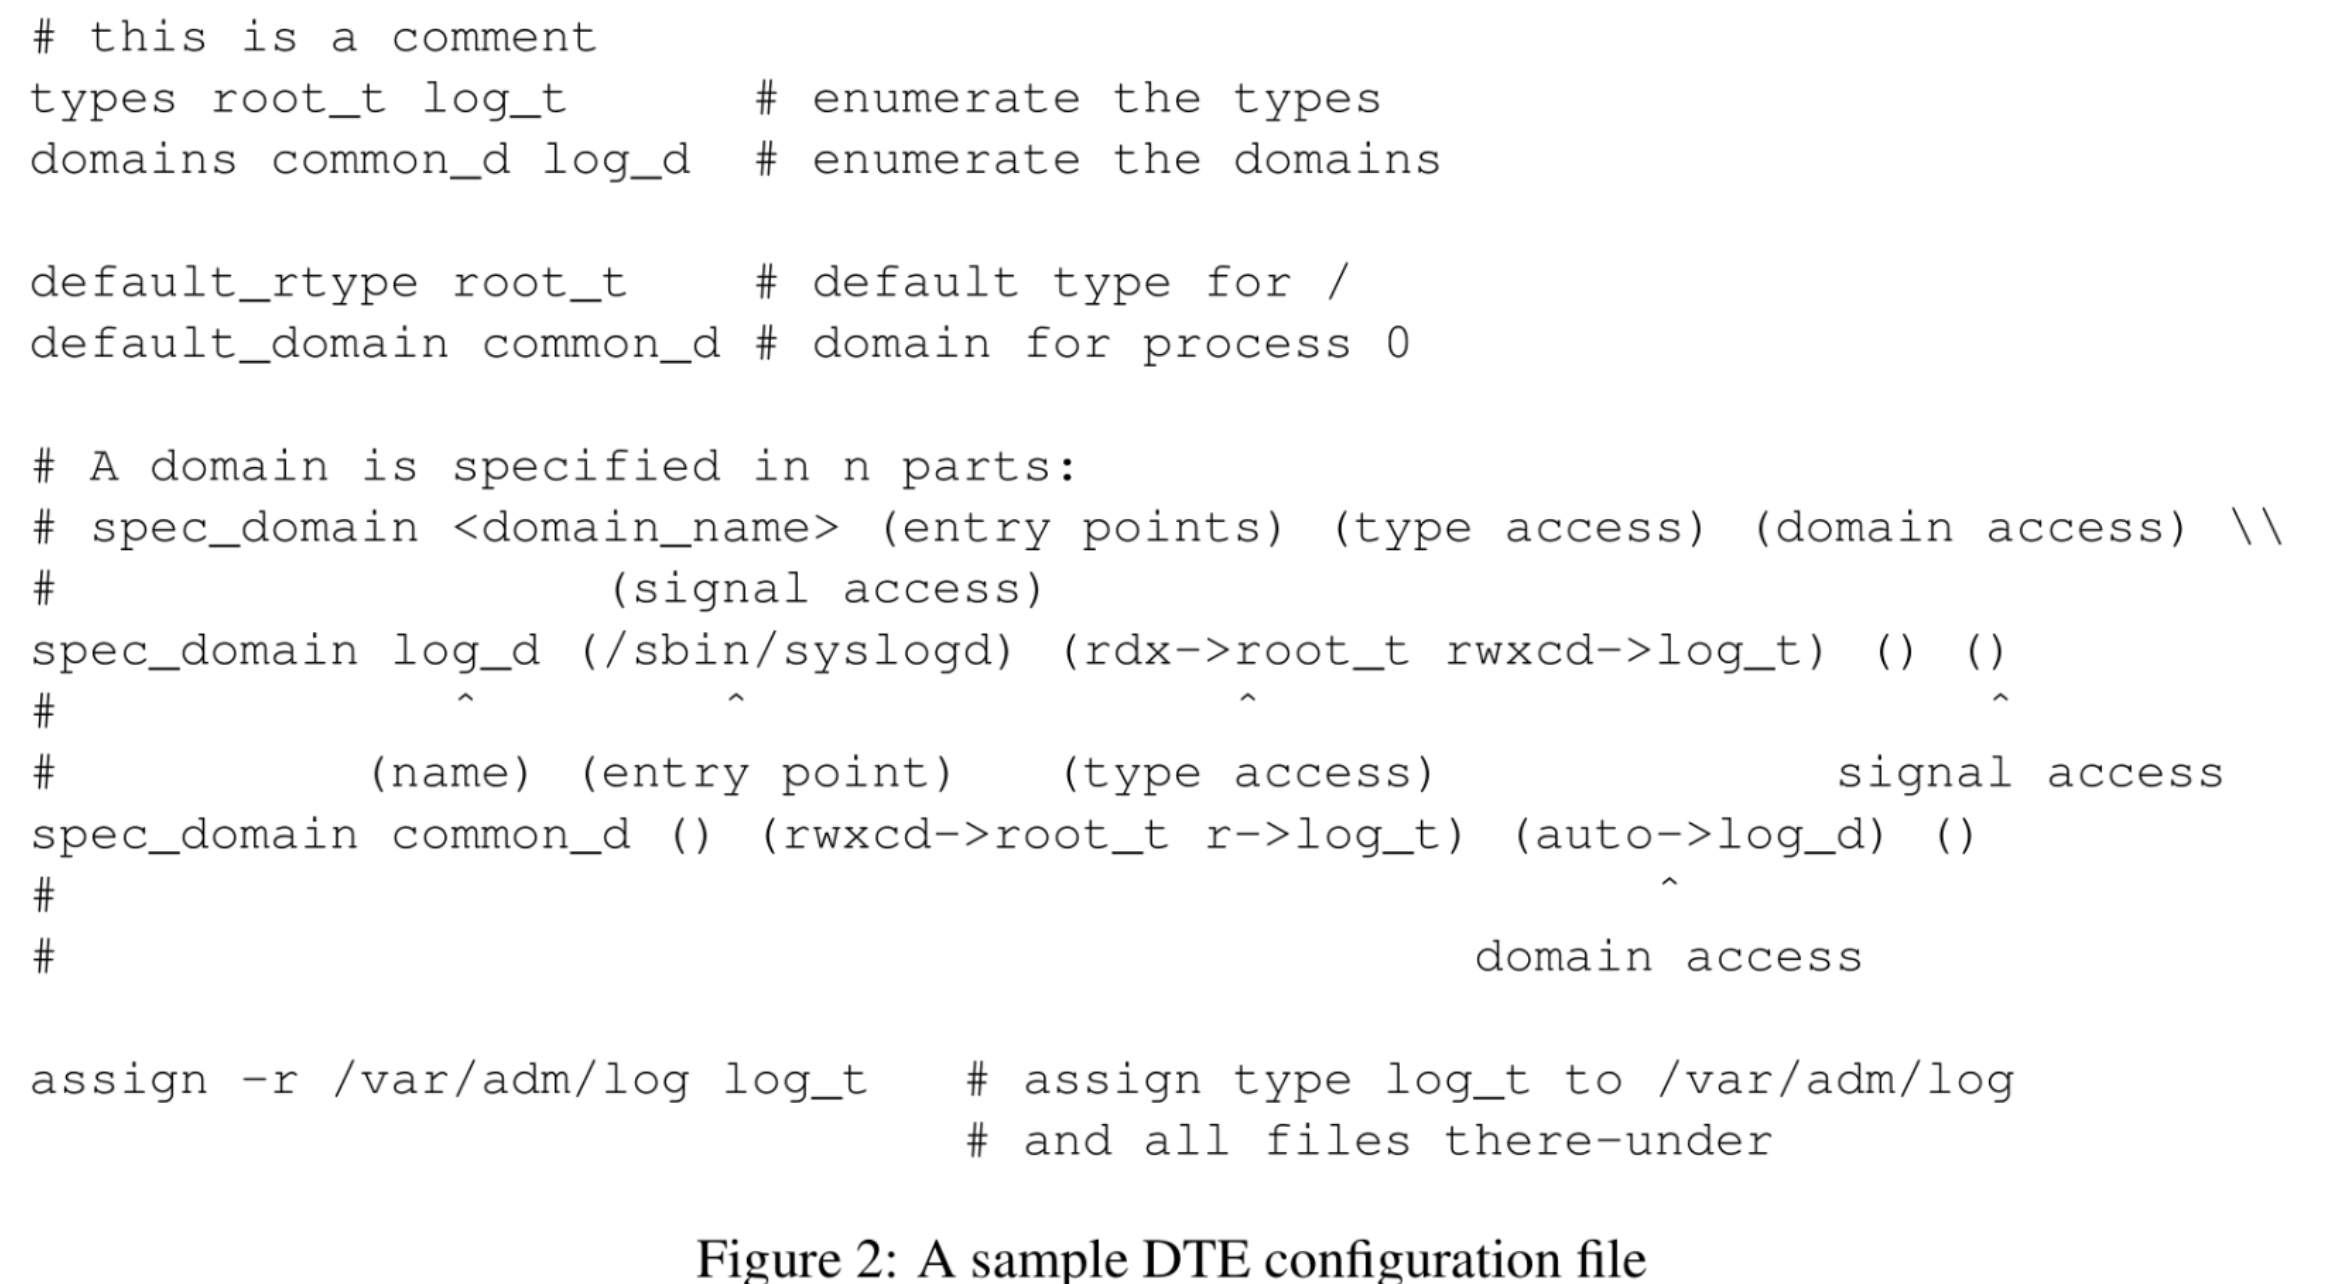 # this is a comment
types root_t log_t      # enumerate the types
domains common_d log_d  # enumerate the domains

default_rtype root_t    # default type for /
default_domain common_d # domain for process 0

# A domain is specified in n parts:
# spec_domain <domain_name> (entry points) (type access) (domain access) \\
#                   (signal access)
spec_domain log_d (/sbin/syslogd) (rdx->root_t rwxcd->log_t) () ()
#             ^        ^                ^                        ^
#           (name) (entry point)   (type access)             signal access
spec_domain common_d () (rwxcd->root_t r->log_t) (auto->log_d) ()
#                                                     ^
#                                               domain access

assign -r /var/adm/log log_t   # assign type log_t to /var/adm/log
                               # and all files there-under

Figure 2: A sample DTE configuration file